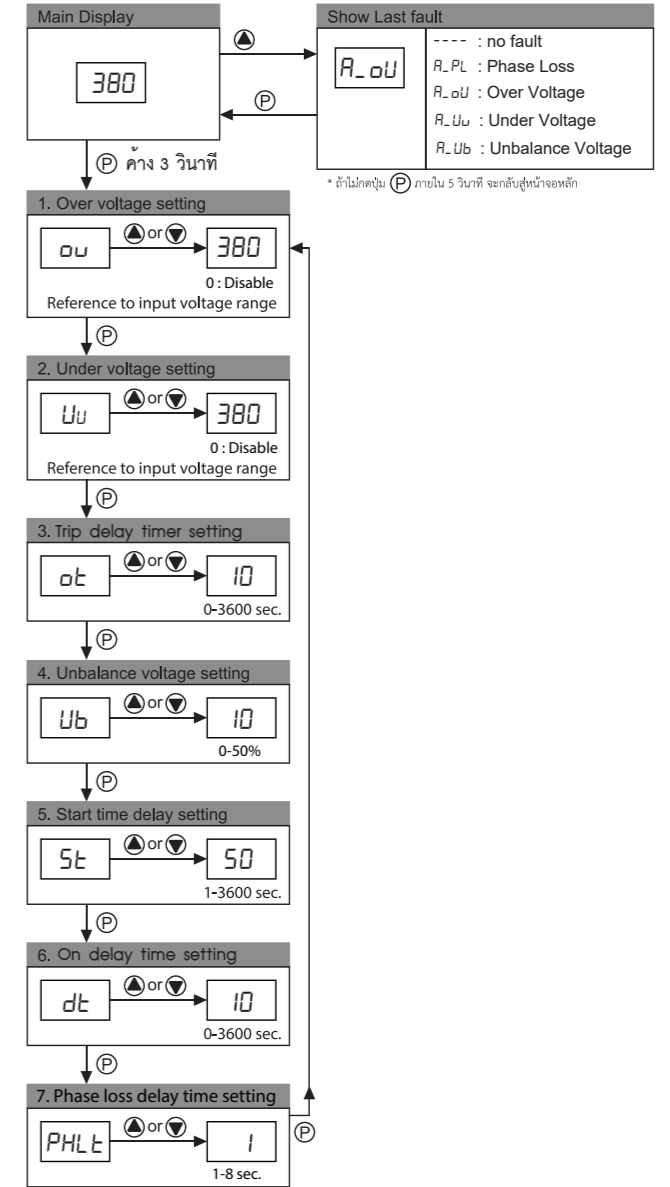 Main Display
380
Show Last fault
A_oU
---- : no fault
A_PL : Phase Loss
A_oU : Over Voltage
A_Uu : Under Voltage
A_Ub : Unbalance Voltage
P
P ค้าง 3 วินาที
* ถ้าไม่กดปุ่ม P ภายใน 5 วินาที จะกลับสู่หน้าจอหลัก
1. Over voltage setting
ou
or
380
0 : Disable
Reference to input voltage range
P
2. Under voltage setting
Uu
or
380
0 : Disable
Reference to input voltage range
P
3. Trip delay timer setting
ot
or
10
0-3600 sec.
P
4. Unbalance voltage setting
Ub
or
10
0-50%
P
5. Start time delay setting
St
or
50
1-3600 sec.
P
6. On delay time setting
dt
or
10
0-3600 sec.
P
7. Phase loss delay time setting
PHLt
or
1
1-8 sec.
P